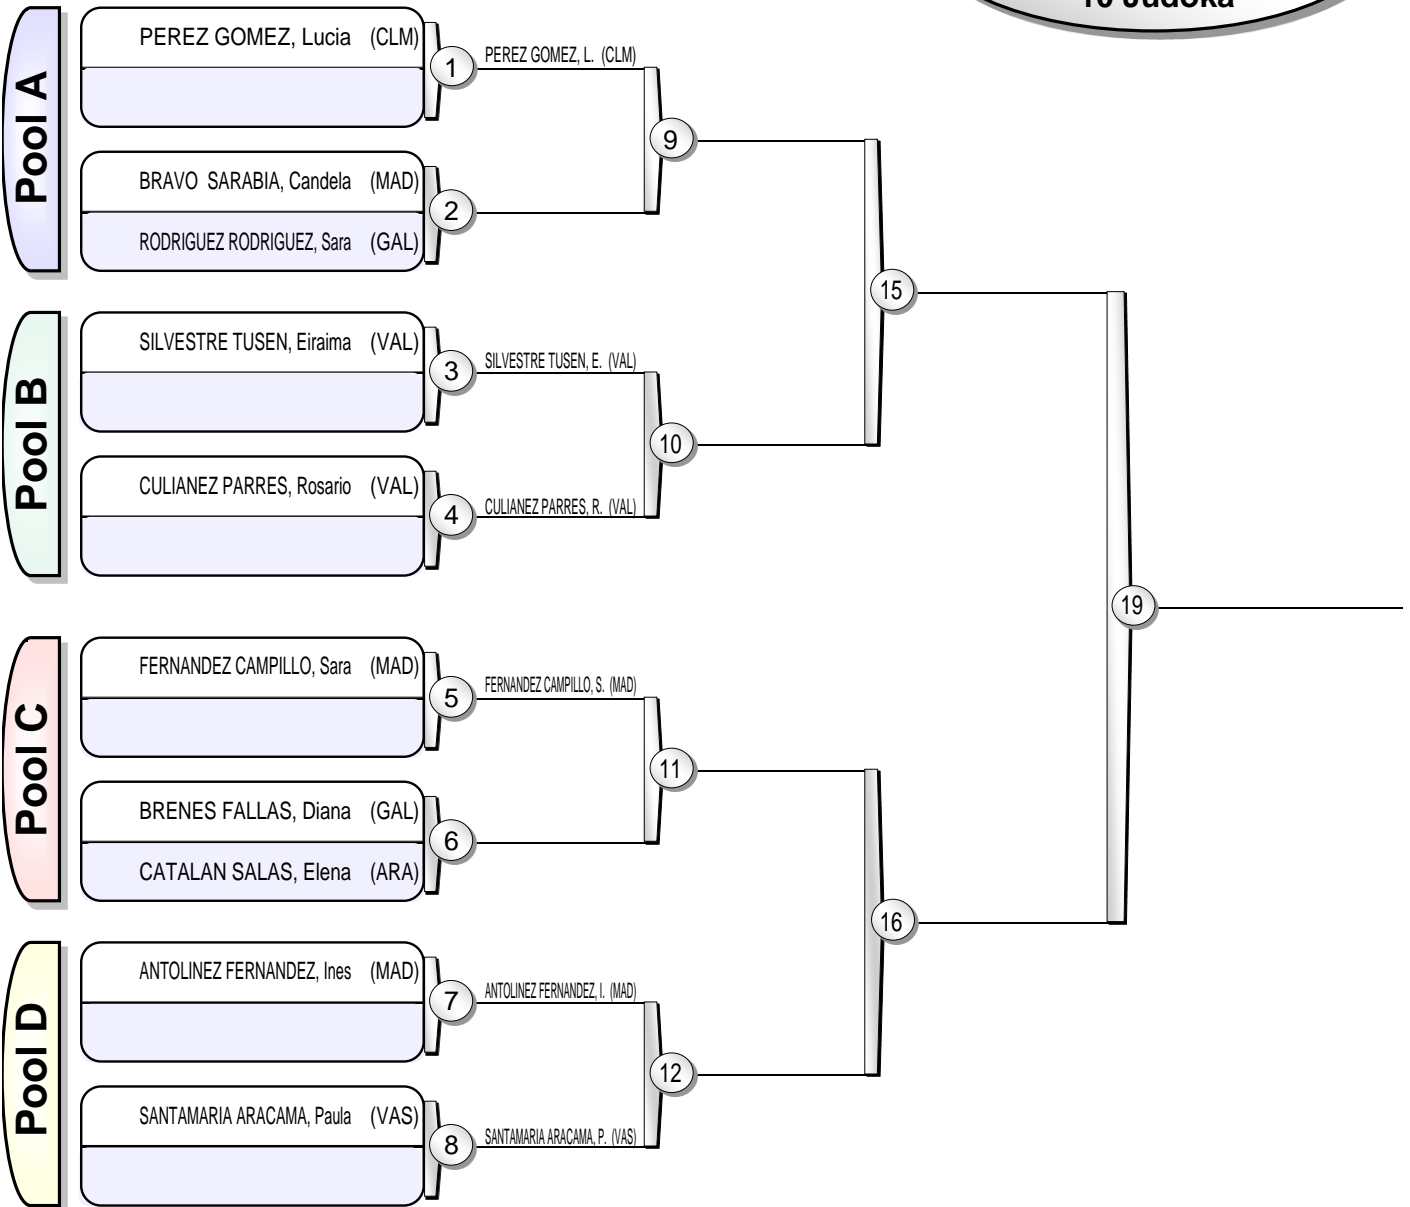 10 Judoka
Pool A
PEREZ GOMEZ, Lucia (CLM)
1
PEREZ GOMEZ, L. (CLM)
9
BRAVO SARABIA, Candela (MAD)
2
RODRIGUEZ RODRIGUEZ, Sara (GAL)
15
Pool B
SILVESTRE TUSEN, Eiraima (VAL)
3
SILVESTRE TUSEN, E. (VAL)
10
CULIANEZ PARRES, Rosario (VAL)
4
CULIANEZ PARRES, R. (VAL)
19
Pool C
FERNANDEZ CAMPILLO, Sara (MAD)
5
FERNANDEZ CAMPILLO, S. (MAD)
11
BRENES FALLAS, Diana (GAL)
6
CATALAN SALAS, Elena (ARA)
16
Pool D
ANTOLINEZ FERNANDEZ, Ines (MAD)
7
ANTOLINEZ FERNANDEZ, I. (MAD)
12
SANTAMARIA ARACAMA, Paula (VAS)
8
SANTAMARIA ARACAMA, P. (VAS)